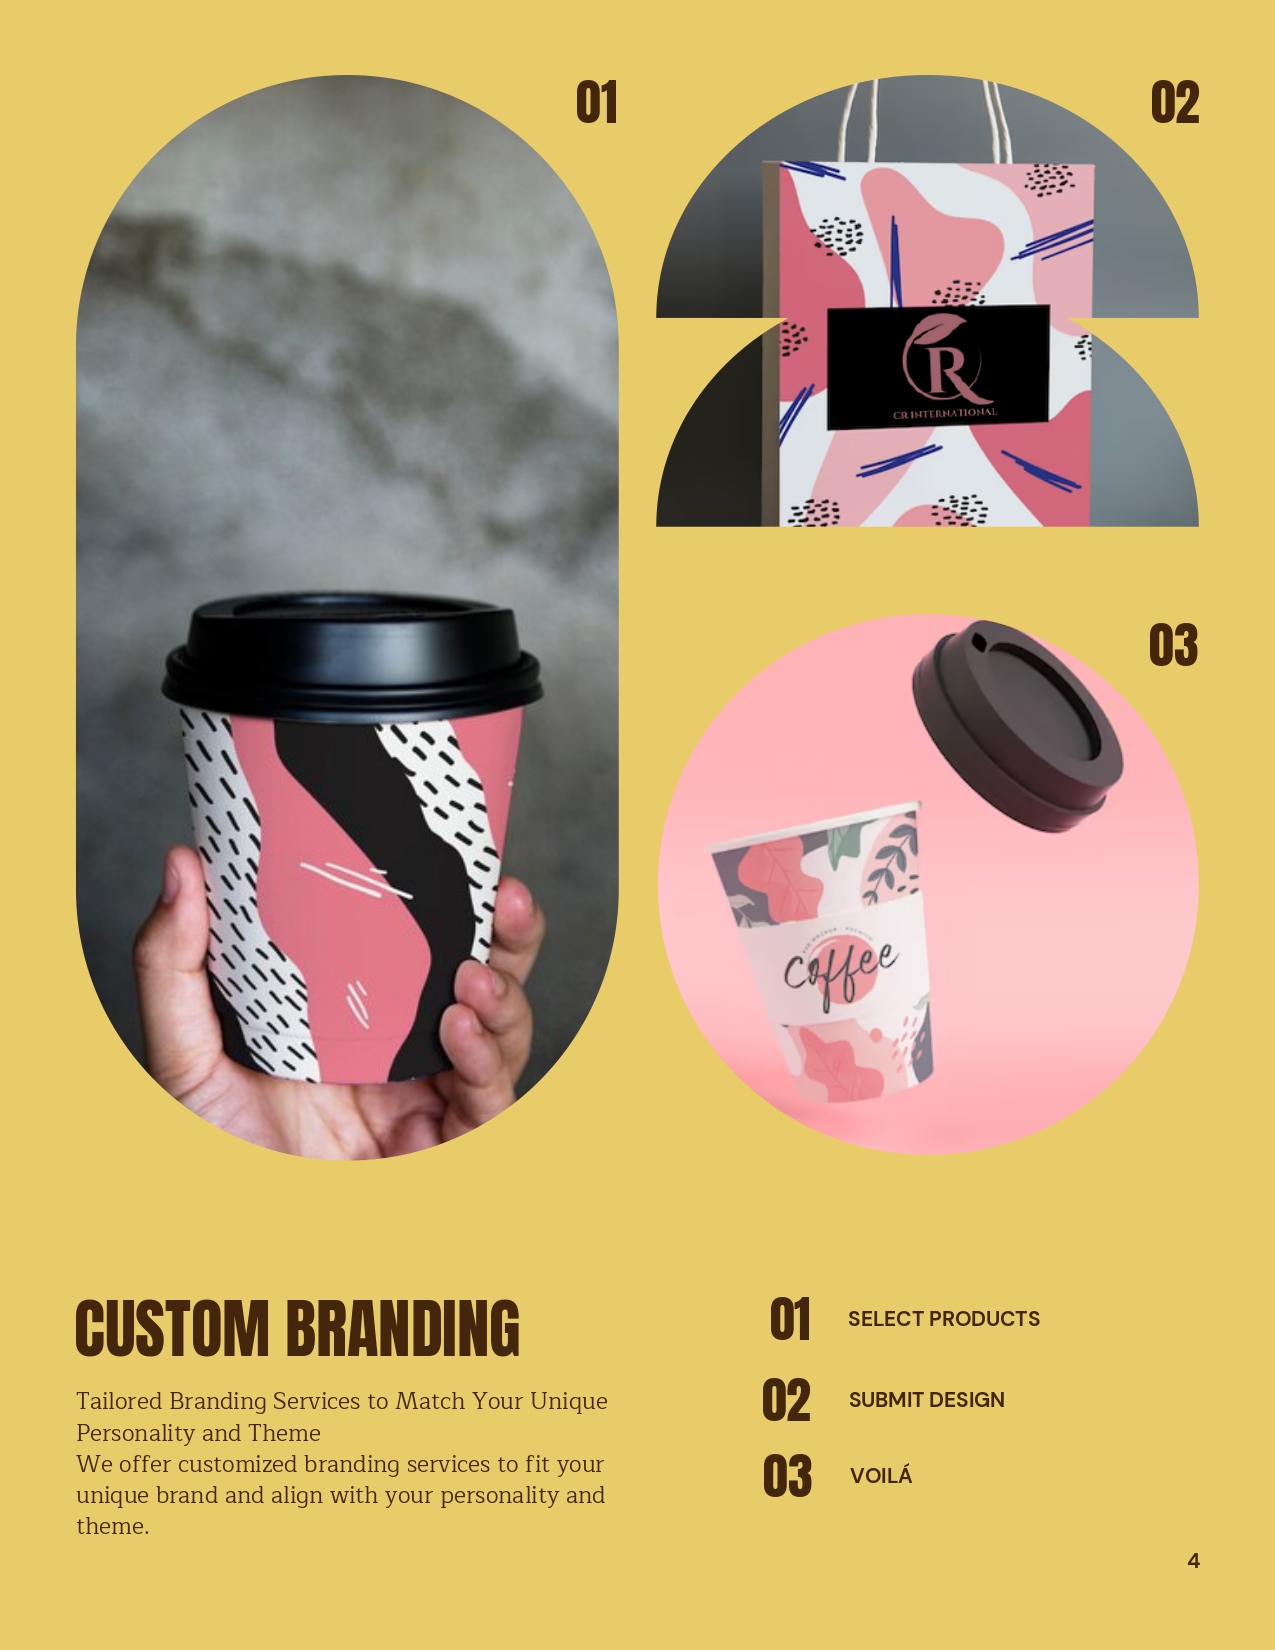 01
02
R
CR INTERNATIONAL
03
Coffee
CUSTOM BRANDING
Tailored Branding Services to Match Your Unique
Personality and Theme
We offer customized branding services to fit your
unique brand and align with your personality and
theme.
01 SELECT PRODUCTS
02 SUBMIT DESIGN
03 VOILÁ
4